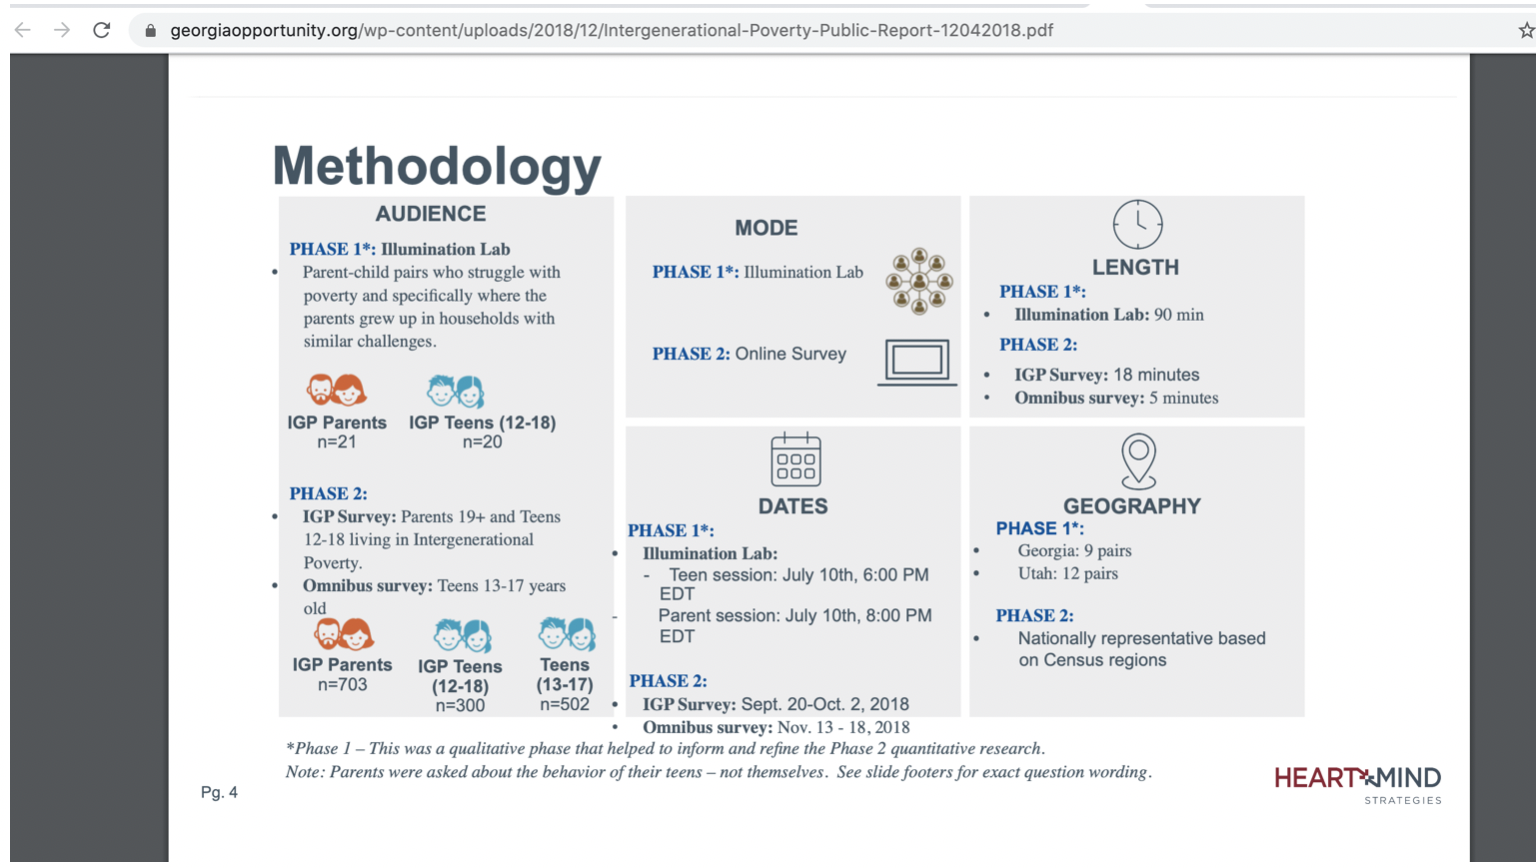 georgiaopportunity.org/wp-content/uploads/2018/12/Intergenerational-Poverty-Public-Report-12042018.pdf
Methodology
AUDIENCE
PHASE 1*: Illumination Lab
• Parent-child pairs who struggle with
poverty and specifically where the
parents grew up in households with
similar challenges.
IGP Parents
n=21
IGP Teens (12-18)
n=20
PHASE 2:
• IGP Survey: Parents 19+ and Teens
12-18 living in Intergenerational
Poverty.
• Omnibus survey: Teens 13-17 years
old
IGP Parents
n=703
IGP Teens
(12-18)
n=300
Teens
(13-17)
n=502
MODE
PHASE 1*: Illumination Lab
PHASE 2: Online Survey
LENGTH
PHASE 1*:
• Illumination Lab: 90 min
PHASE 2:
• IGP Survey: 18 minutes
• Omnibus survey: 5 minutes
DATES
PHASE 1*:
• Illumination Lab:
- Teen session: July 10th, 6:00 PM
EDT
- Parent session: July 10th, 8:00 PM
EDT
PHASE 2:
• IGP Survey: Sept. 20-Oct. 2, 2018
• Omnibus survey: Nov. 13 - 18, 2018
GEOGRAPHY
PHASE 1*:
• Georgia: 9 pairs
• Utah: 12 pairs
PHASE 2:
• Nationally representative based
on Census regions
*Phase 1 – This was a qualitative phase that helped to inform and refine the Phase 2 quantitative research.
Note: Parents were asked about the behavior of their teens – not themselves. See slide footers for exact question wording.
Pg. 4
HEART+MIND
STRATEGIES